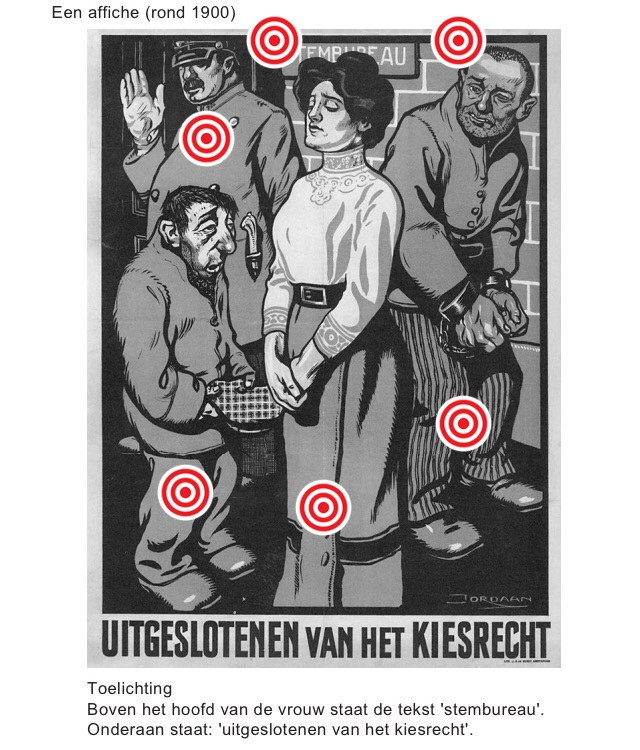 Een affiche (rond 1900)
STEMBUREAU
JORDAAN
UITGESLOTENEN VAN HET KIESRECHT
Toelichting
Boven het hoofd van de vrouw staat de tekst 'stembureau'.
Onderaan staat: 'uitgeslotenen van het kiesrecht'.